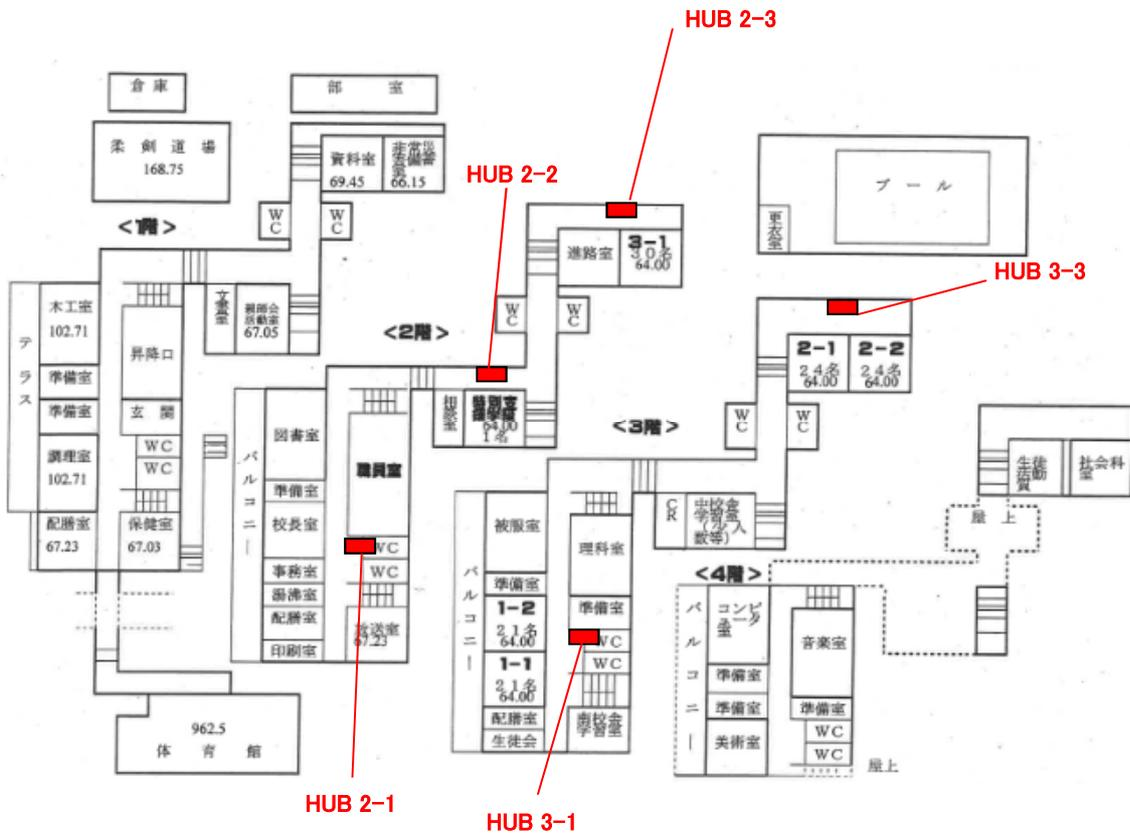 HUB 2-3
倉庫
部 室
柔 剣 道 場
168.75
資料室
69.45
66.15
HUB 2-2
プ ー ル
更衣室
WC
WC
<1階>
進路室
3-1
30名
64.00
HUB 3-3
木工室
102.71
テラス
昇降口
67.05
WC
WC
<2階>
2-1
24名
64.00
2-2
24名
64.00
準備室
準備室
玄 関
調理室
102.71
WC
WC
配膳室
67.23
保健室
67.03
図書室
バルコニー
職員室
準備室
校長室
WC
事務室
WC
湯沸室
配膳室
放送室
67.23
印刷室
相談室
64.00
1名
<3階>
WC
WC
社会科室
屋 上
被服室
理科室
CR
バルコニー
準備室
準備室
1-2
21名
64.00
WC
WC
1-1
21名
64.00
配膳室
生徒会
<4階>
バルコニー
コンピュータ室
音楽室
準備室
準備室
準備室
美術室
WC
WC
屋上
962.5
体 育 館
HUB 2-1
HUB 3-1